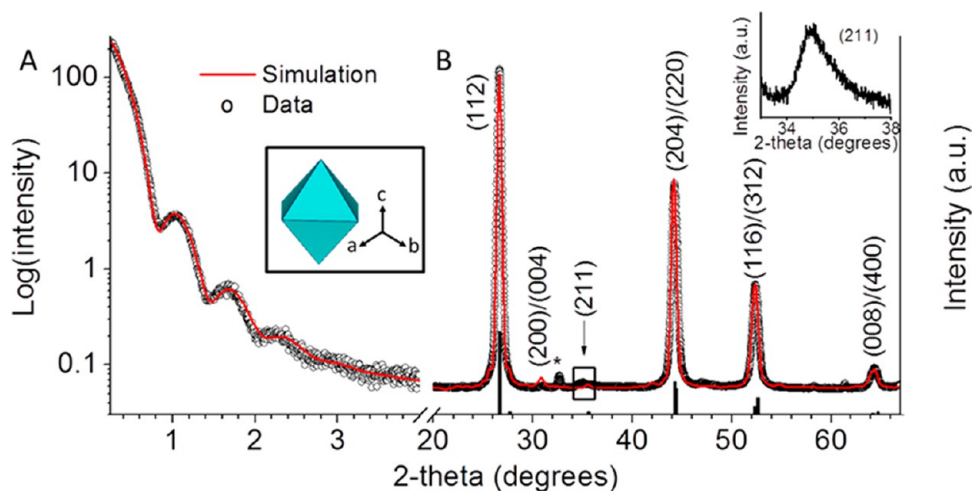 A
Simulation
Data
c
a
b
Log(intensity)
100
10
1
0.1
1
2
3
B
(112)
(200)/(004)
*
(211)
(204)/(220)
(116)/(312)
(008)/(400)
20
30
40
50
60
2-theta (degrees)
Intensity (a.u.)
Intensity (a.u.)
(211)
34
36
38
2-theta (degrees)